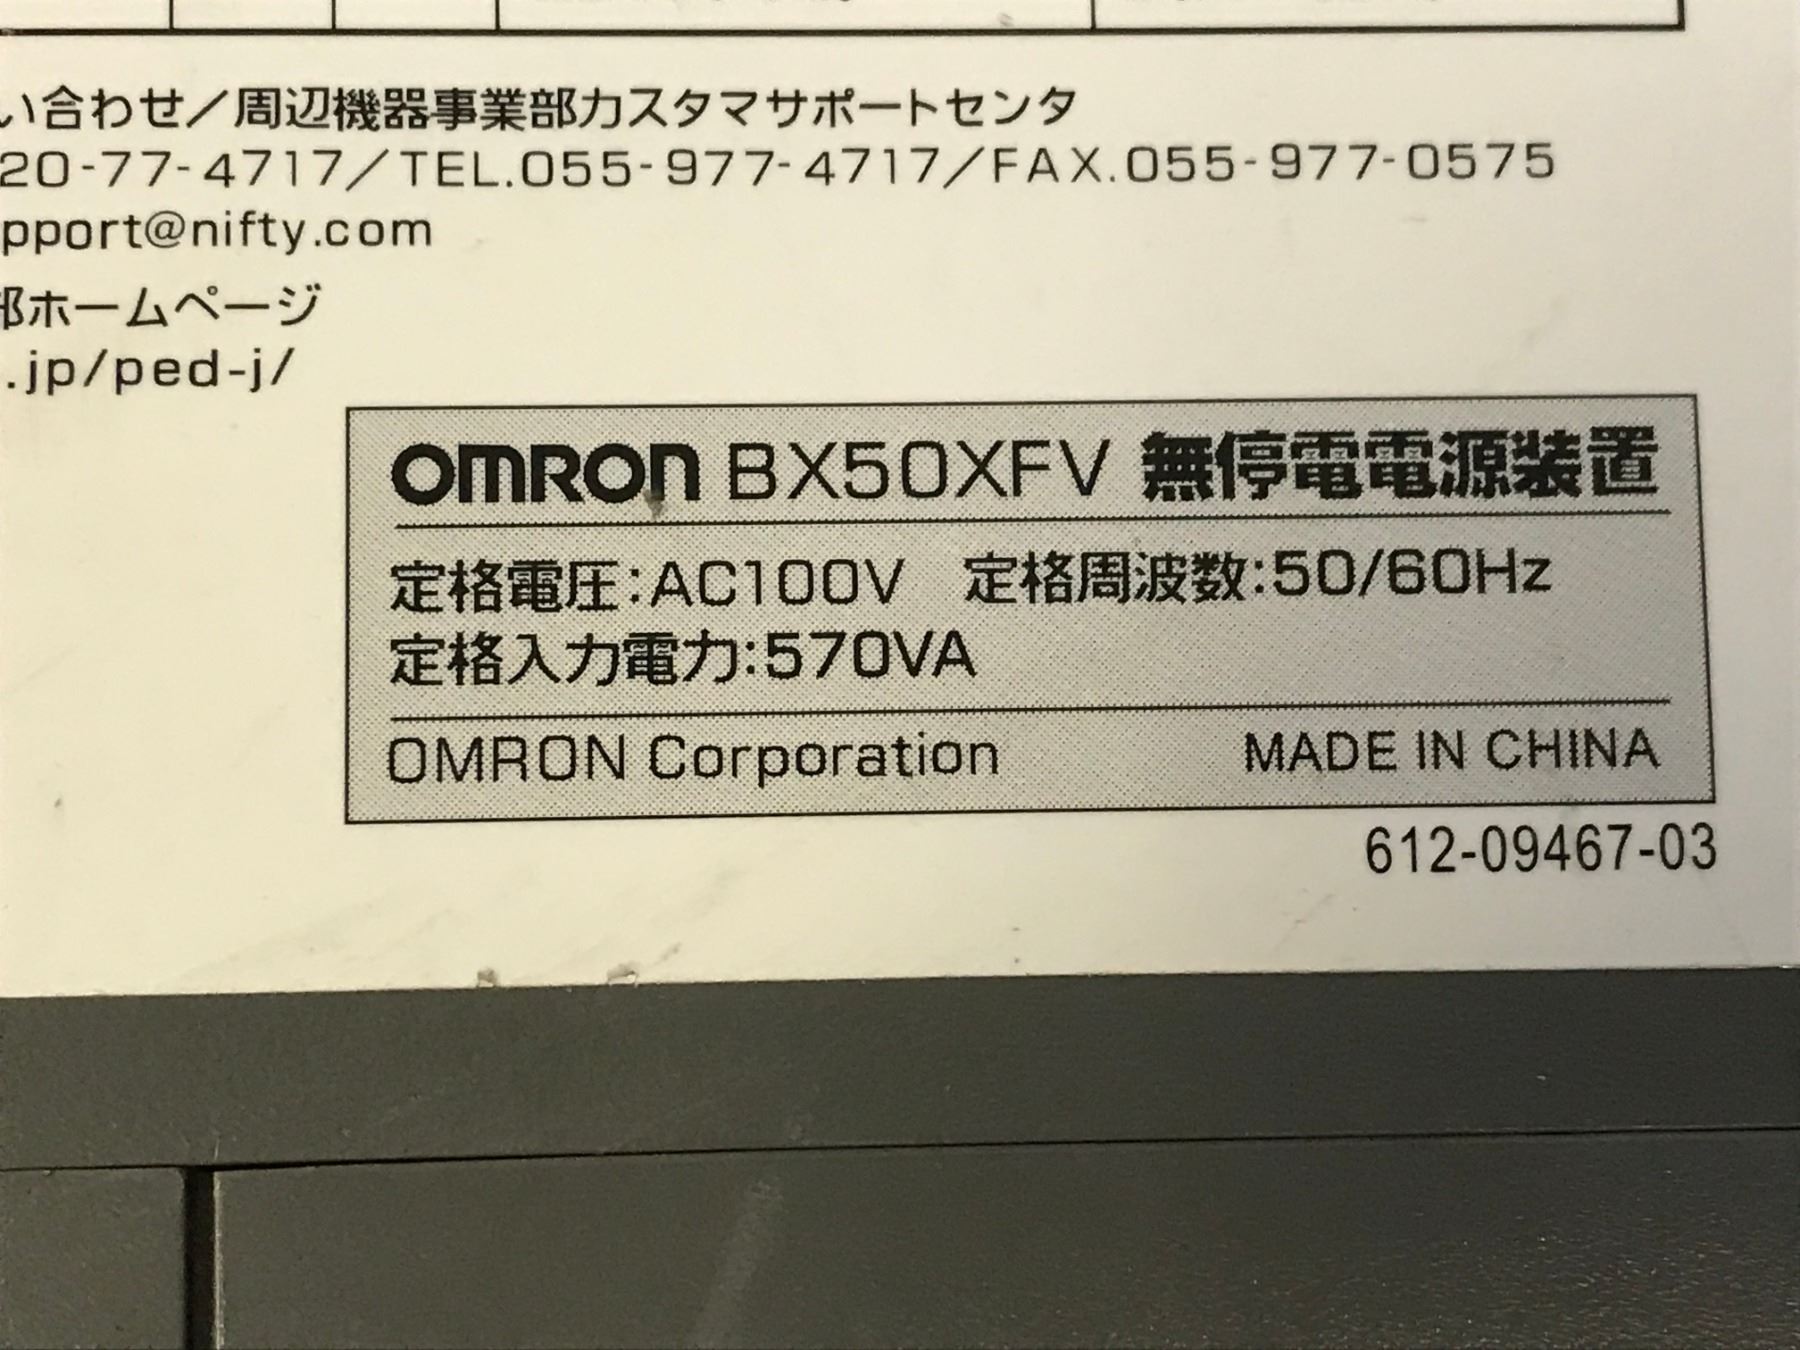 い合わせ／周辺機器事業部カスタマサポートセンタ
20-77-4717／TEL.055-977-4717／FAX.055-977-0575
pport@nifty.com
部ホームページ
.jp/ped-j/
OMRON BX50XFV 無停電電源装置
定格電圧:AC100V 定格周波数:50/60Hz
定格入力電力:570VA
OMRON Corporation MADE IN CHINA
612-09467-03